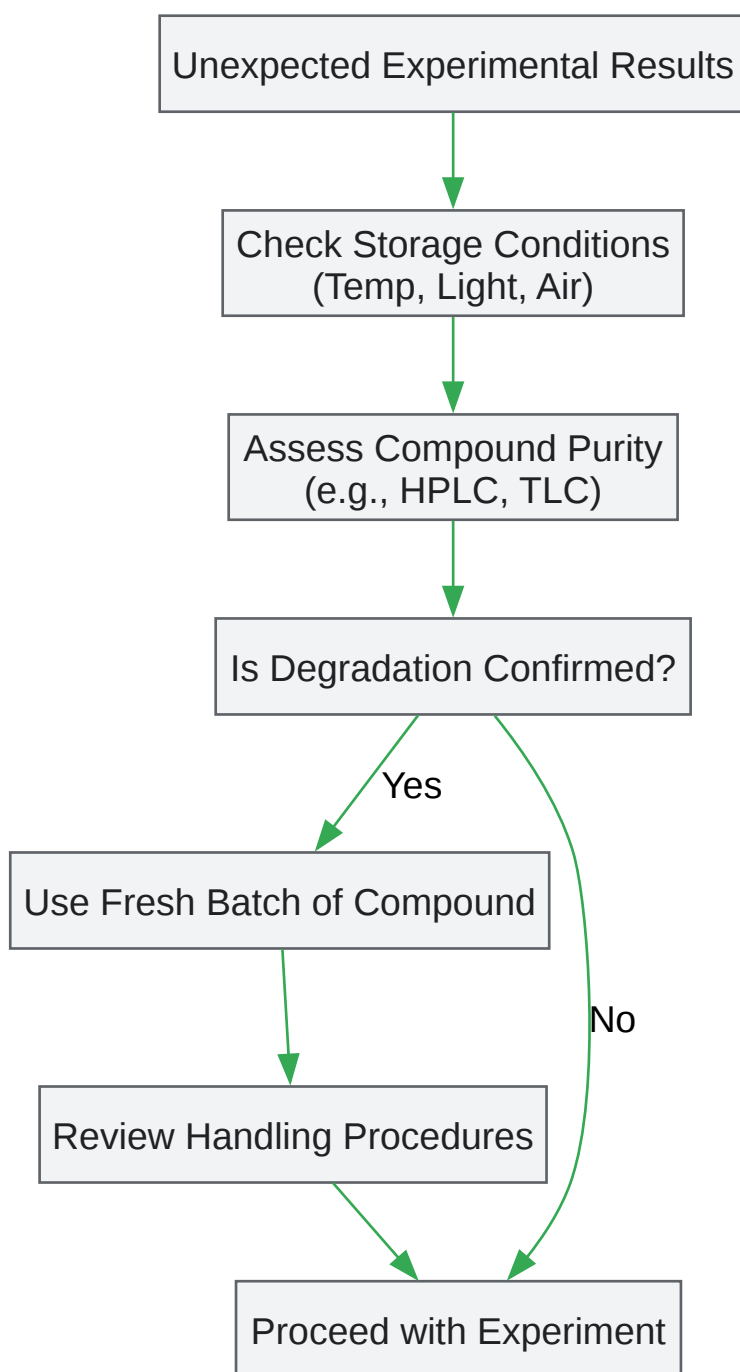 Unexpected Experimental Results
Check Storage Conditions
(Temp, Light, Air)
Assess Compound Purity
(e.g., HPLC, TLC)
Is Degradation Confirmed?
Yes
Use Fresh Batch of Compound
No
Review Handling Procedures
Proceed with Experiment